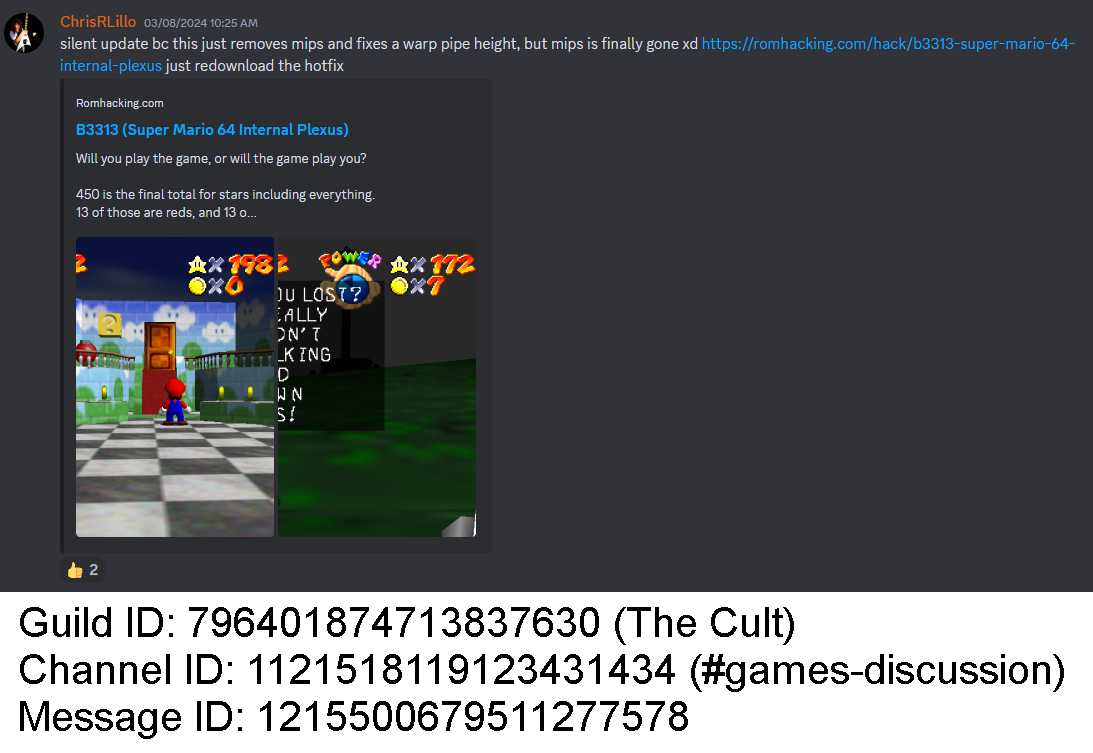 ChrisRLillo 03/08/2024 10:25 AM
silent update bc this just removes mips and fixes a warp pipe height, but mips is finally gone xd https://romhacking.com/hack/b3313-super-mario-64-
internal-plexus just redownload the hotfix
Romhacking.com
B3313 (Super Mario 64 Internal Plexus)
Will you play the game, or will the game play you?
450 is the final total for stars including everything.
13 of those are reds, and 13 o...
2 ×198
×0
2 POWER ×172
×7
OU LOST?
EALLY
ON'T
LKING
D
WN
S!
👍 2
Guild ID: 796401874713837630 (The Cult)
Channel ID: 1121518119123431434 (#games-discussion)
Message ID: 1215500679511277578